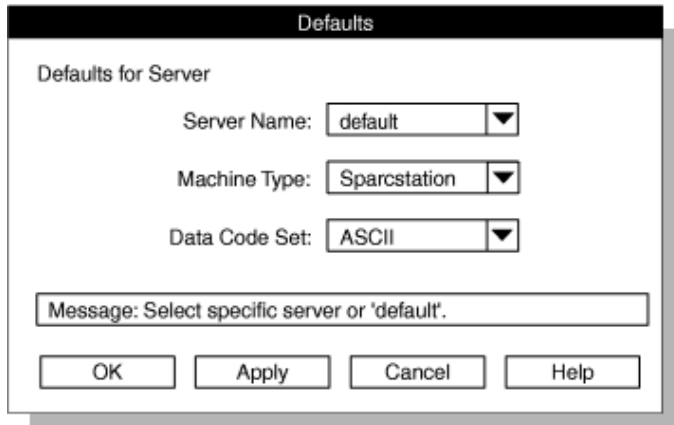 Defaults
Defaults for Server
Server Name: default
Machine Type: Sparcstation
Data Code Set: ASCII
Message: Select specific server or 'default'.
OK Apply Cancel Help